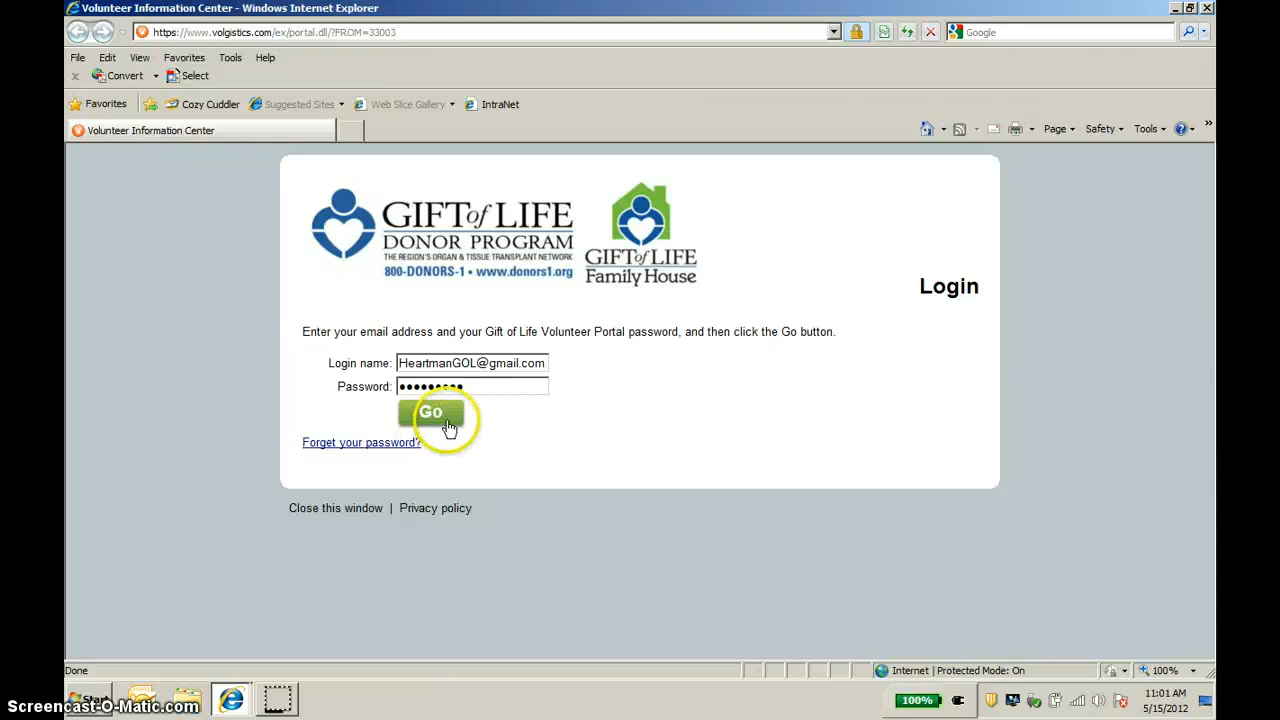 Volunteer Information Center - Windows Internet Explorer
https://www.volgistics.com/ex/portal.dll/?FROM=33003
Google
File Edit View Favorites Tools Help
x Convert Select
Favorites Cozy Cuddler Suggested Sites Web Slice Gallery IntraNet
Volunteer Information Center
Page Safety Tools »
GIFT of LIFE
DONOR PROGRAM
THE REGION'S ORGAN & TISSUE TRANSPLANT NETWORK
800-DONORS-1 • www.donors1.org
GIFT of LIFE
Family House
Login
Enter your email address and your Gift of Life Volunteer Portal password, and then click the Go button.
Login name: HeartmanGOL@gmail.com
Password: •••••••••
Go
Forget your password?
Close this window | Privacy policy
Done
Internet | Protected Mode: On
100%
Start
100%
11:01 AM
5/15/2012
Screencast-O-Matic.com